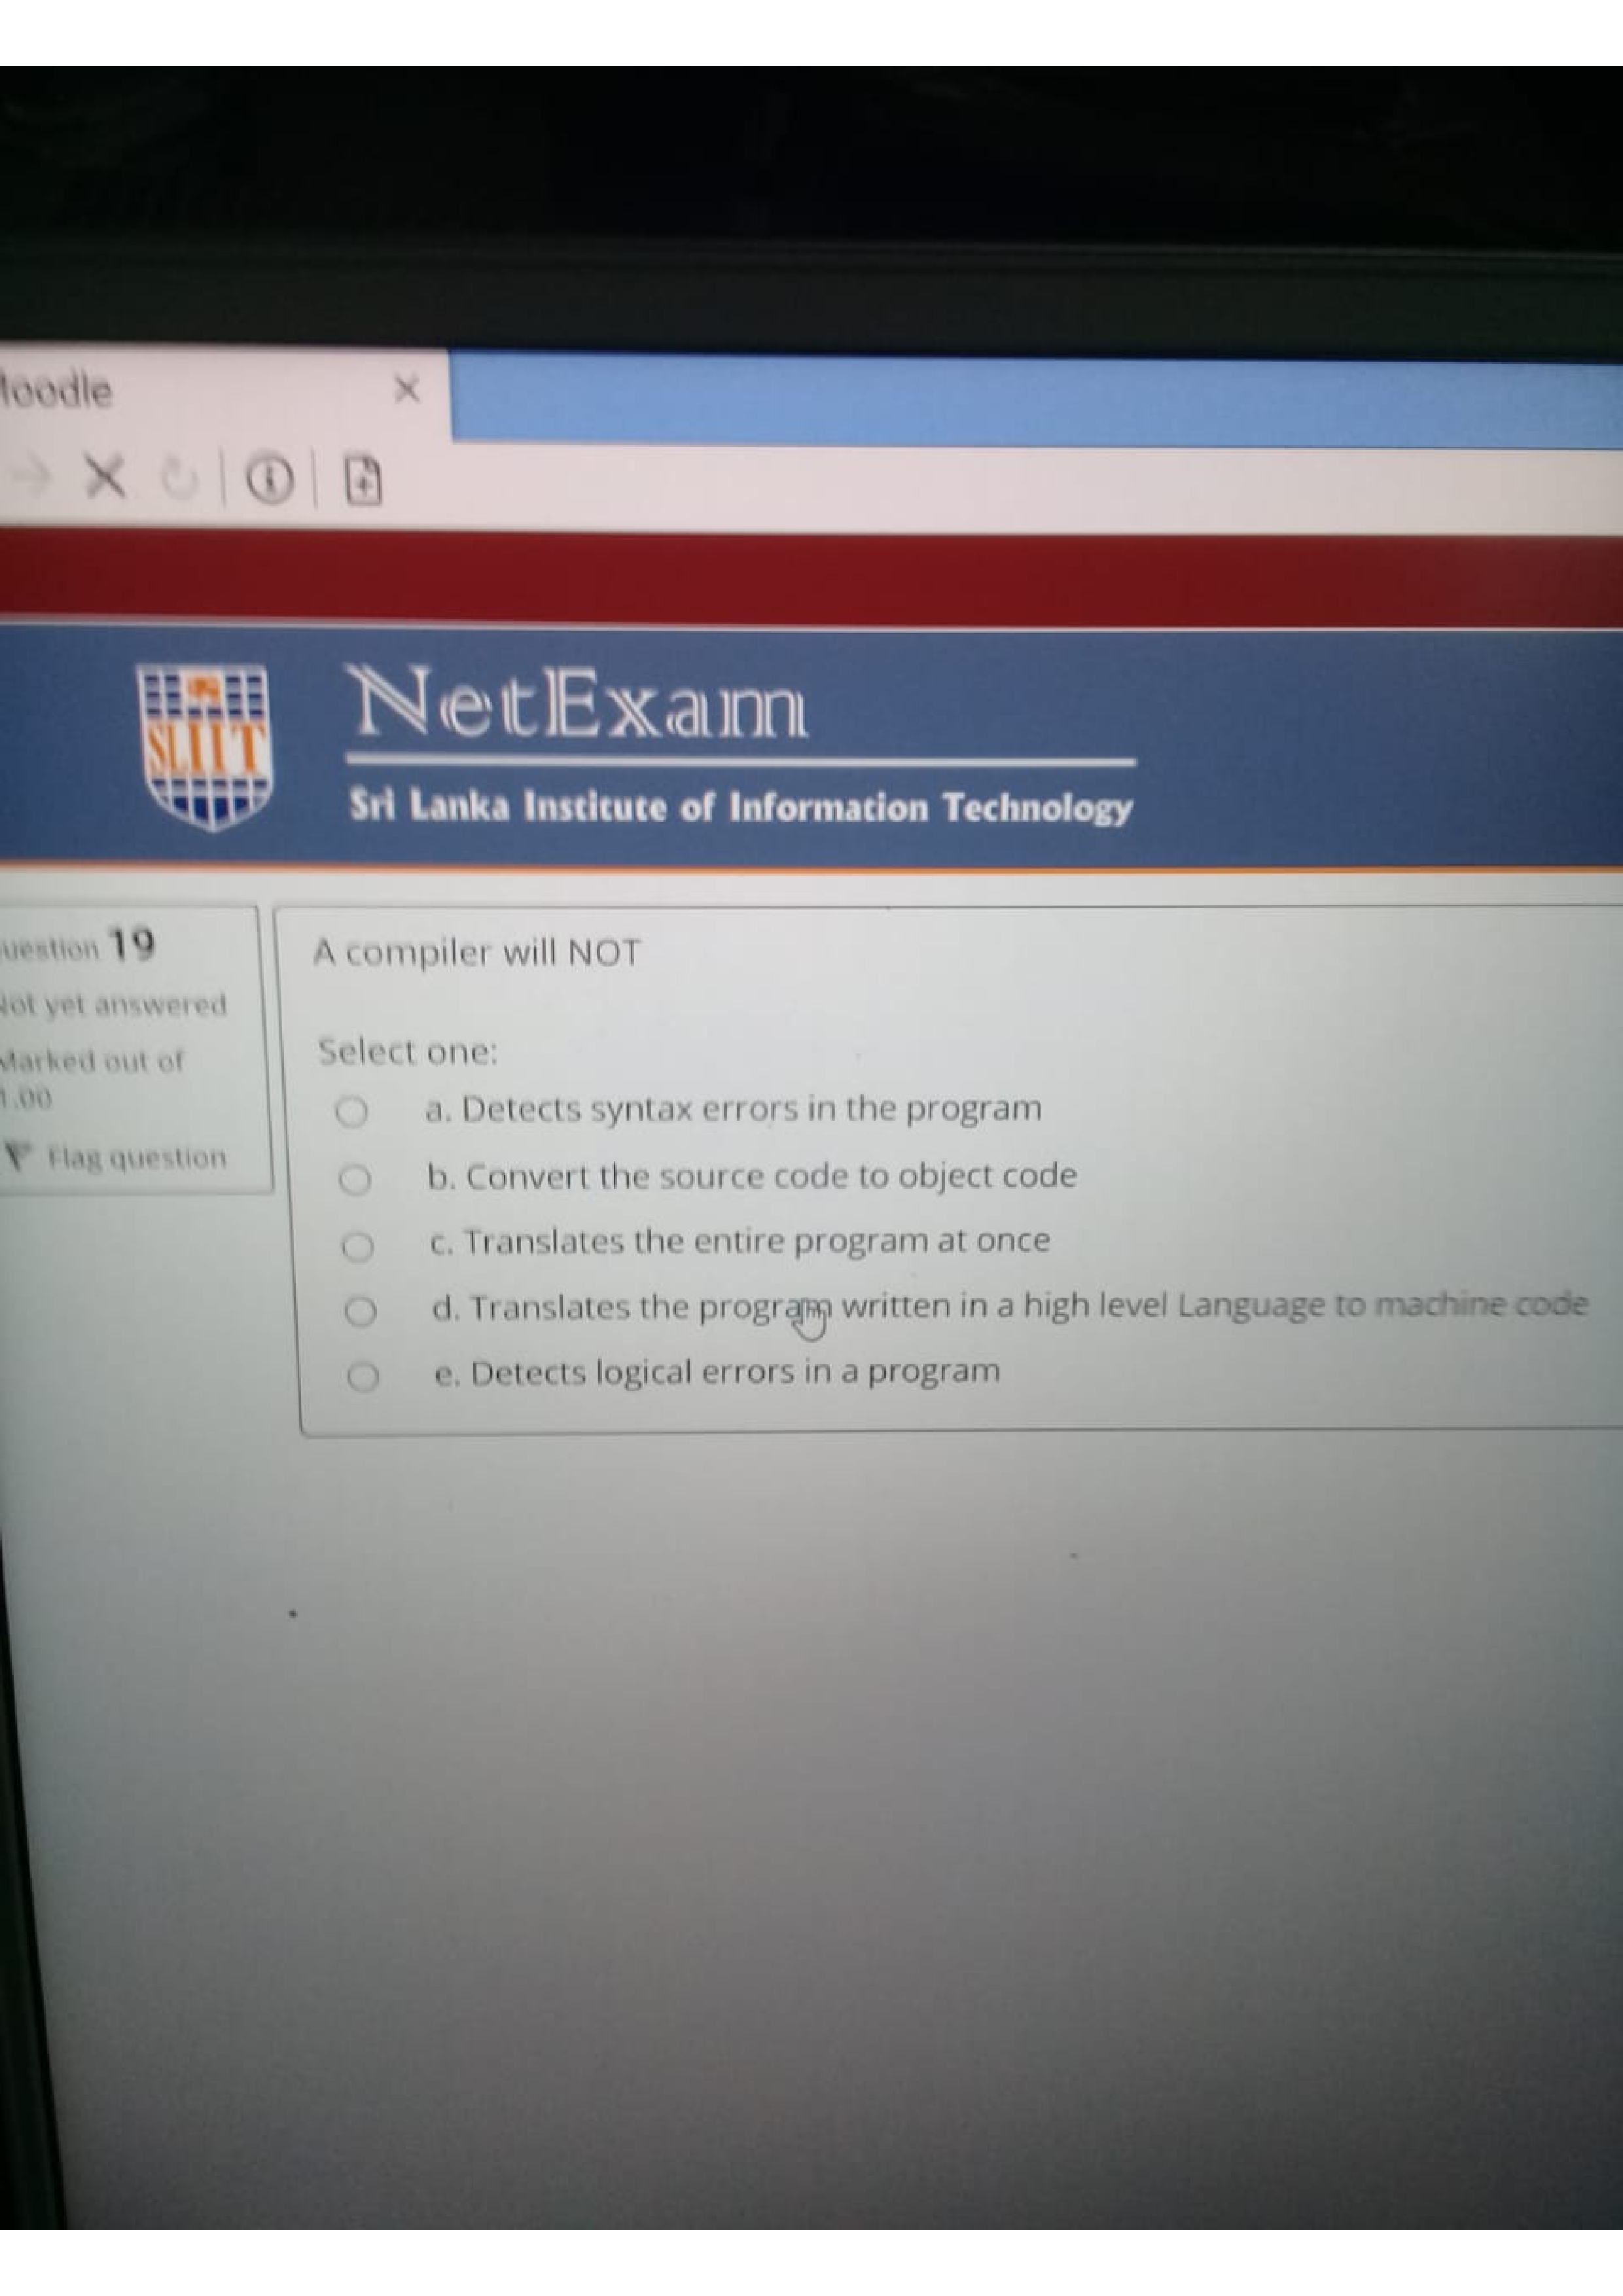 loodle
NetExam
SLIIT
Sri Lanka Institute of Information Technology
uestion 19
Not yet answered
Marked out of
1.00
Flag question
A compiler will NOT
Select one:
a. Detects syntax errors in the program
b. Convert the source code to object code
c. Translates the entire program at once
d. Translates the program written in a high level Language to machine code
e. Detects logical errors in a program